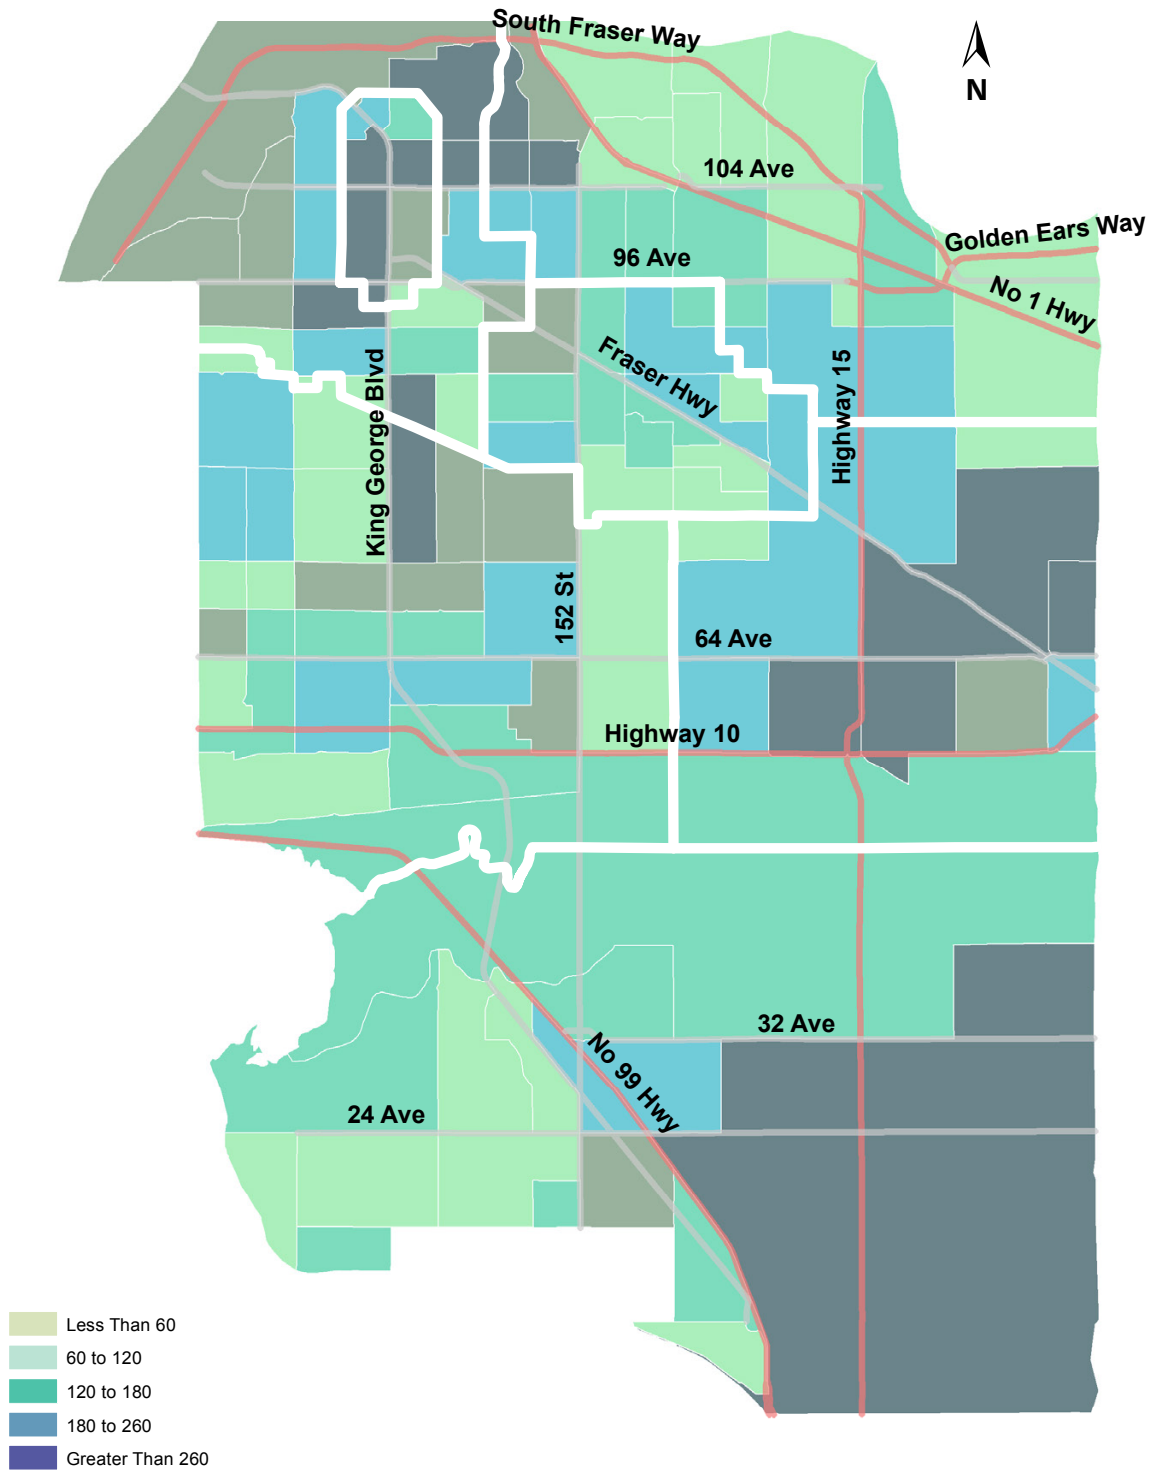 South Fraser Way
N
104 Ave
Golden Ears Way
96 Ave
No 1 Hwy
Fraser Hwy
King George Blvd
Highway 15
152 St
64 Ave
Highway 10
32 Ave
No 99 Hwy
24 Ave
Less Than 60
60 to 120
120 to 180
180 to 260
Greater Than 260